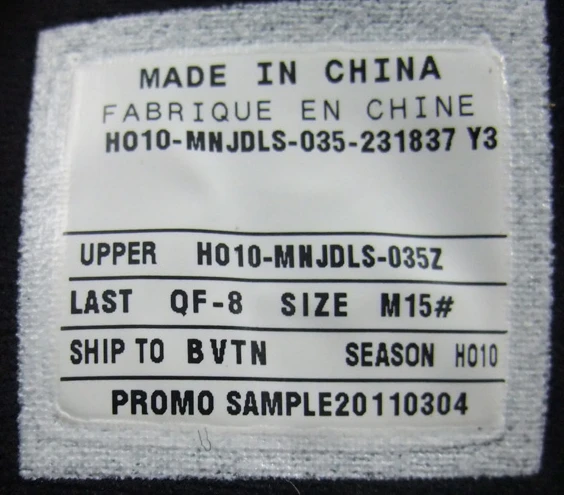 MADE IN CHINA
FABRIQUE EN CHINE
HO10-MNJDLS-035-231837 Y3
UPPER HO10-MNJDLS-035Z
LAST QF-8 SIZE M15#
SHIP TO BVTN SEASON HO10
PROMO SAMPLE20110304